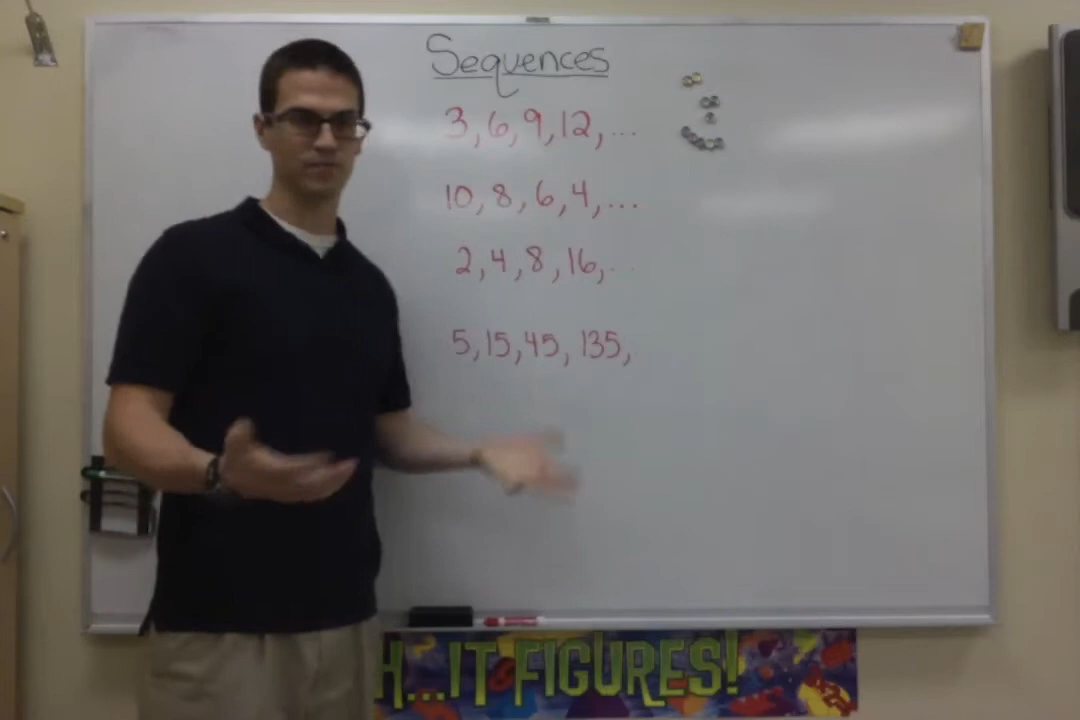 Sequences
3, 6, 9, 12, ...
10, 8, 6, 4, ...
2, 4, 8, 16, ...
5, 15, 45, 135,
H...IT FIGURES!